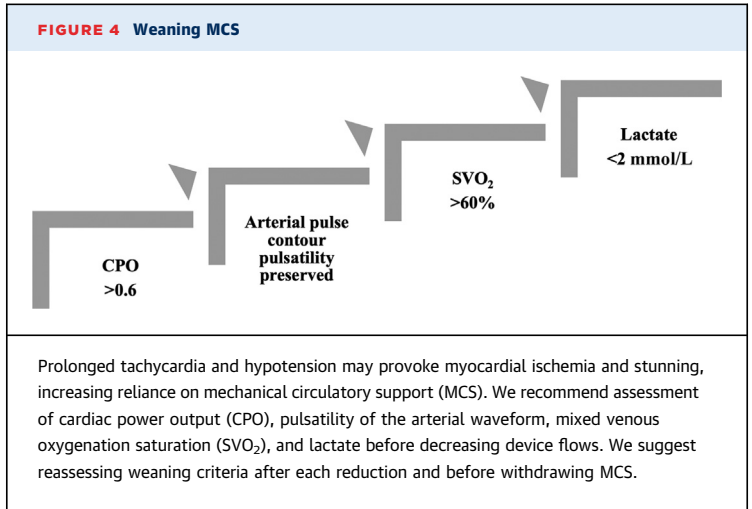 FIGURE 4 Weaning MCS
CPO
>0.6
Arterial pulse
contour
pulsatility
preserved
SVO₂
>60%
Lactate
<2 mmol/L
Prolonged tachycardia and hypotension may provoke myocardial ischemia and stunning,
increasing reliance on mechanical circulatory support (MCS). We recommend assessment
of cardiac power output (CPO), pulsatility of the arterial waveform, mixed venous
oxygenation saturation (SVO₂), and lactate before decreasing device flows. We suggest
reassessing weaning criteria after each reduction and before withdrawing MCS.